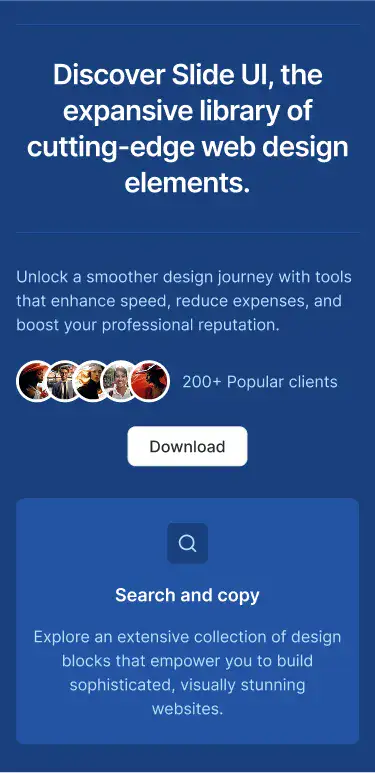 Discover Slide UI, the
expansive library of
cutting-edge web design
elements.
Unlock a smoother design journey with tools
that enhance speed, reduce expenses, and
boost your professional reputation.
200+ Popular clients
Download
Search and copy
Explore an extensive collection of design
blocks that empower you to build
sophisticated, visually stunning
websites.